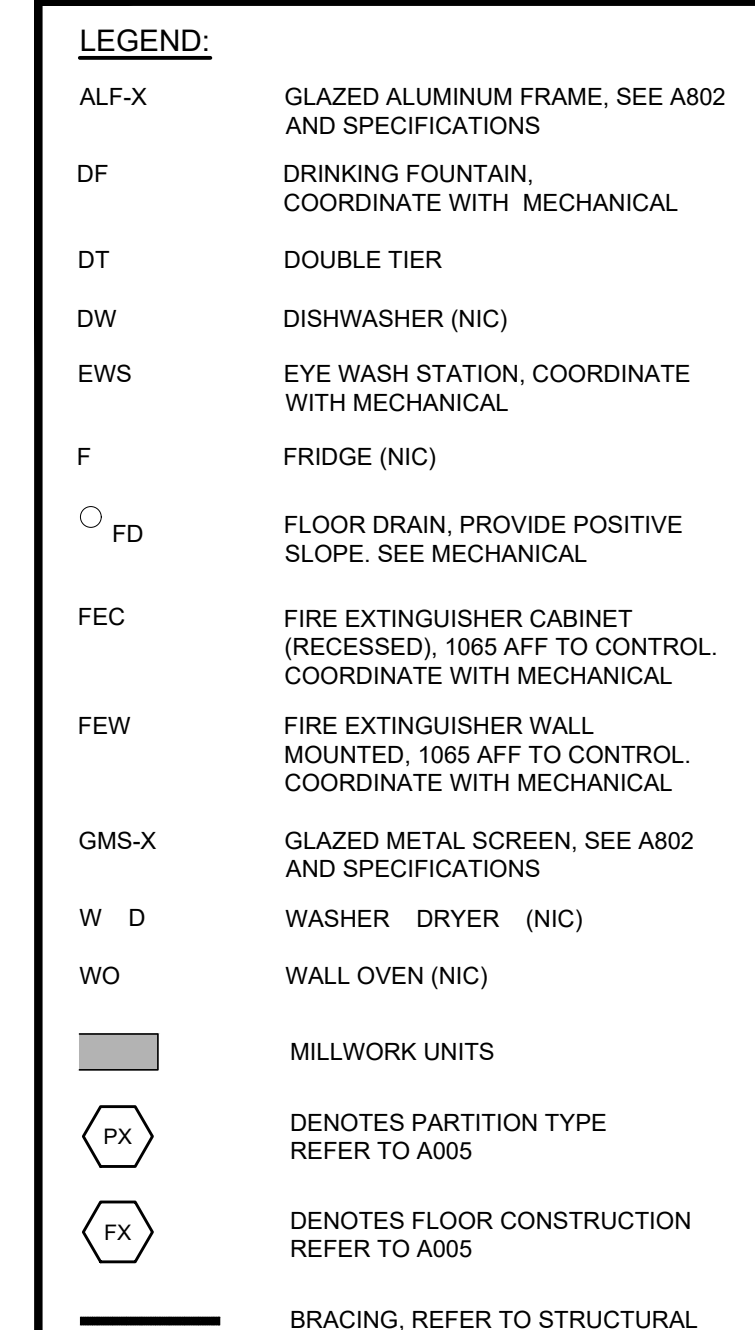 LEGEND:
ALF-X GLAZED ALUMINUM FRAME, SEE A802
AND SPECIFICATIONS
DF DRINKING FOUNTAIN,
COORDINATE WITH MECHANICAL
DT DOUBLE TIER
DW DISHWASHER (NIC)
EWS EYE WASH STATION, COORDINATE
WITH MECHANICAL
F FRIDGE (NIC)
FD FLOOR DRAIN, PROVIDE POSITIVE
SLOPE. SEE MECHANICAL
FEC FIRE EXTINGUISHER CABINET
(RECESSED), 1065 AFF TO CONTROL.
COORDINATE WITH MECHANICAL
FEW FIRE EXTINGUISHER WALL
MOUNTED, 1065 AFF TO CONTROL.
COORDINATE WITH MECHANICAL
GMS-X GLAZED METAL SCREEN, SEE A802
AND SPECIFICATIONS
W D WASHER DRYER (NIC)
WO WALL OVEN (NIC)
MILLWORK UNITS
PX DENOTES PARTITION TYPE
REFER TO A005
FX DENOTES FLOOR CONSTRUCTION
REFER TO A005
BRACING, REFER TO STRUCTURAL